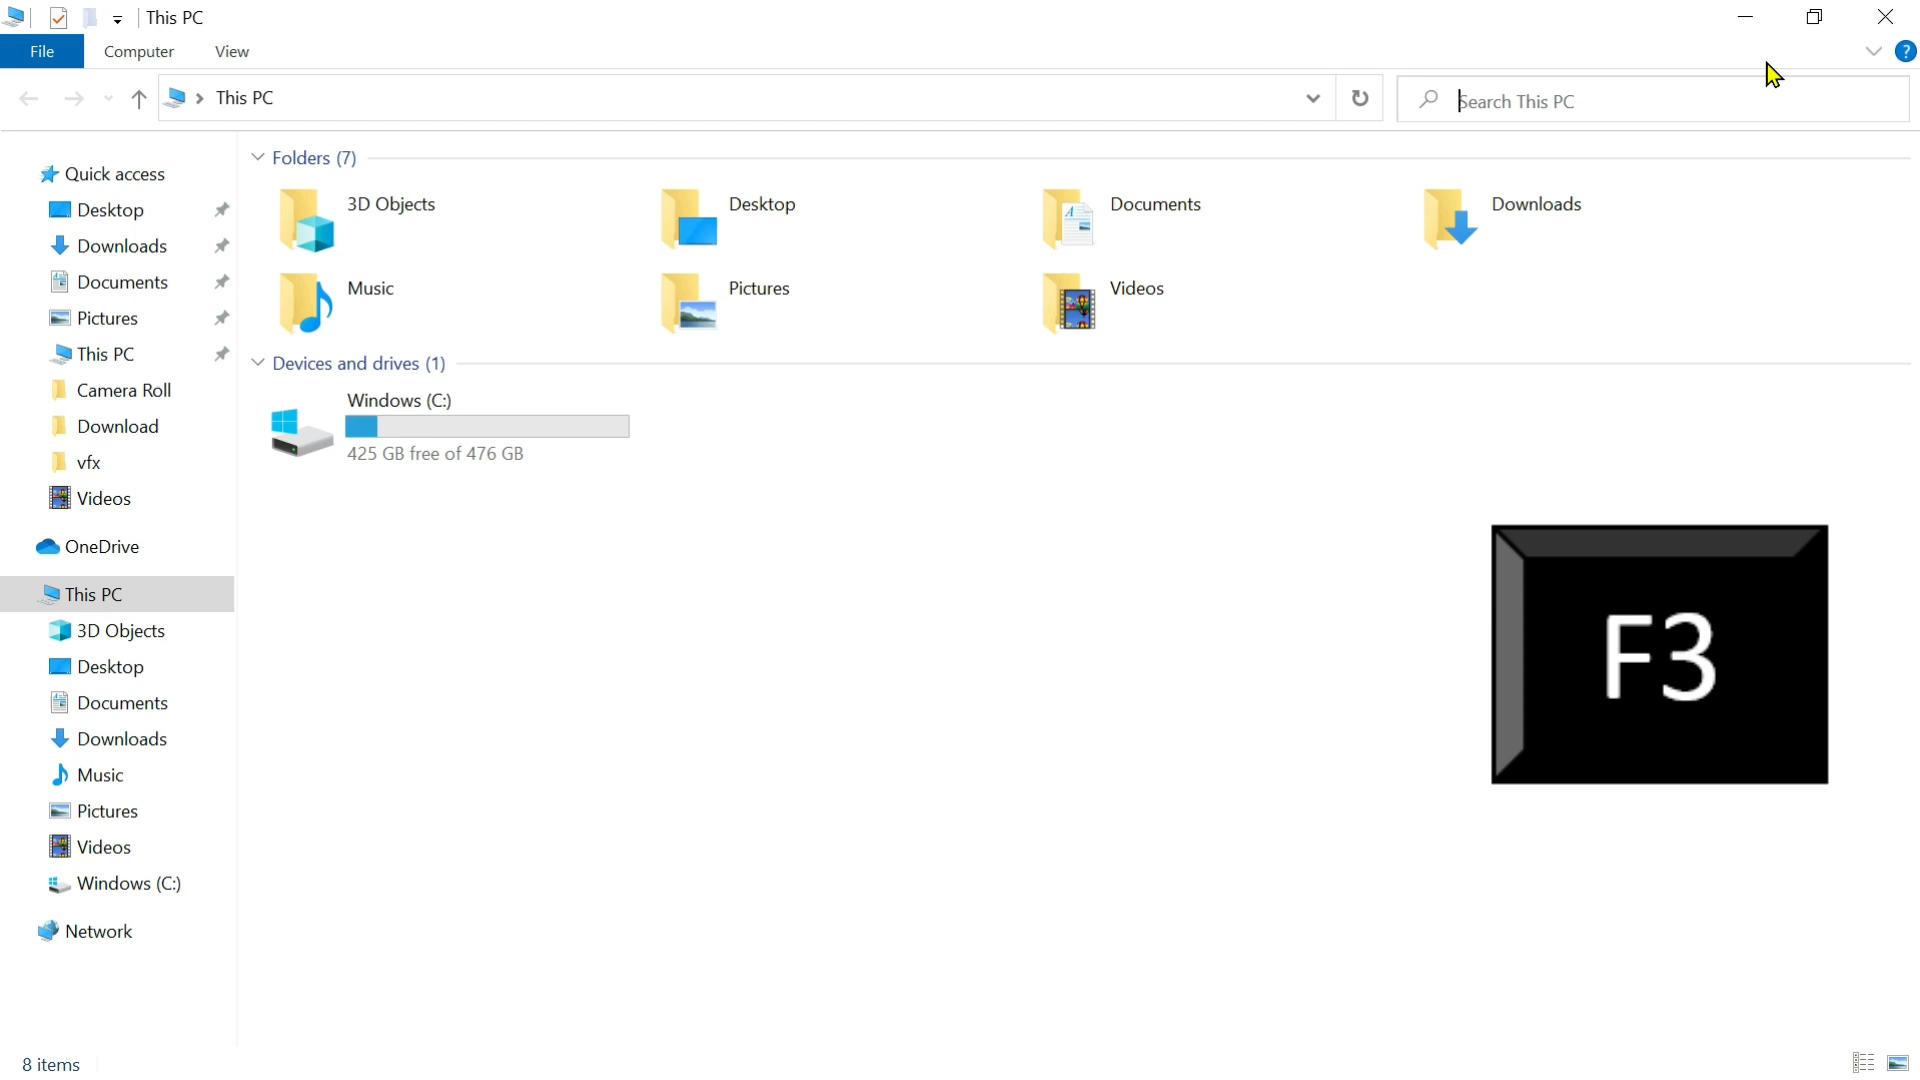 This PC
File Computer View
This PC
Search This PC
Quick access
Desktop
Downloads
Documents
Pictures
This PC
Camera Roll
Download
vfx
Videos
OneDrive
This PC
3D Objects
Desktop
Documents
Downloads
Music
Pictures
Videos
Windows (C:)
Network
Folders (7)
3D Objects
Desktop
Documents
Downloads
Music
Pictures
Videos
Devices and drives (1)
Windows (C:)
425 GB free of 476 GB
F3
8 items